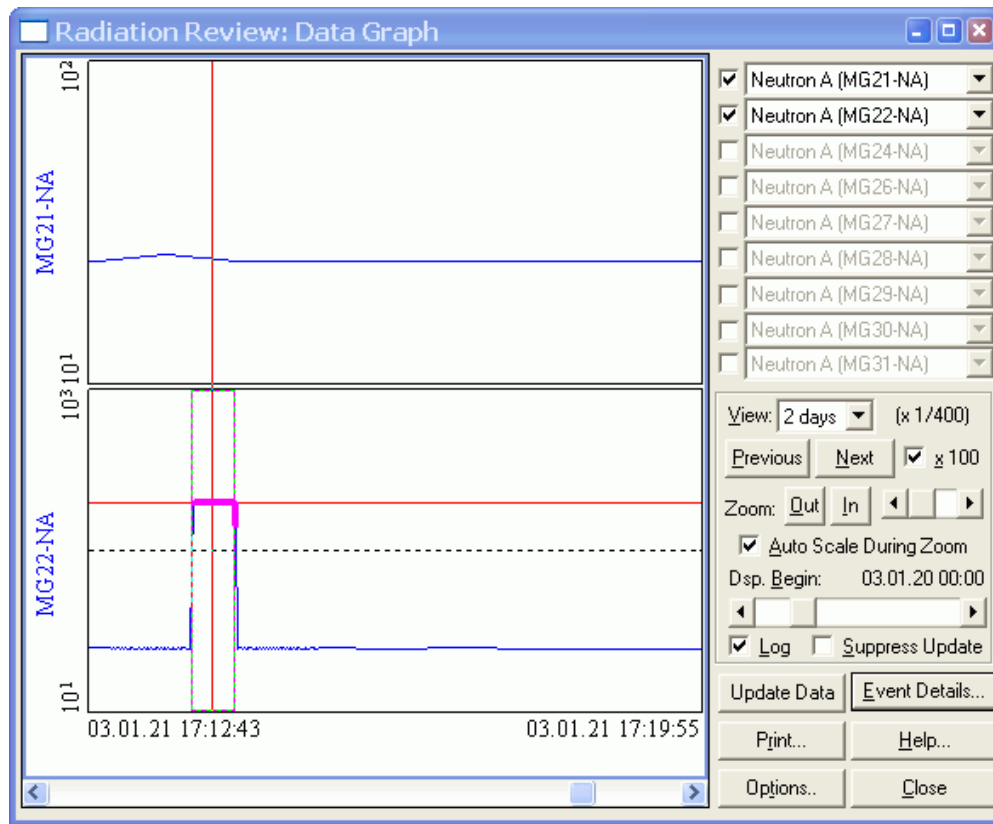 Radiation Review: Data Graph
10²
MG21-NA
10¹
10³
MG22-NA
10¹
03.01.21 17:12:43
03.01.21 17:19:55
Neutron A (MG21-NA)
Neutron A (MG22-NA)
Neutron A (MG24-NA)
Neutron A (MG26-NA)
Neutron A (MG27-NA)
Neutron A (MG28-NA)
Neutron A (MG29-NA)
Neutron A (MG30-NA)
Neutron A (MG31-NA)
View: 2 days (x 1/400)
Previous Next x 100
Zoom: Out In
Auto Scale During Zoom
Dsp. Begin: 03.01.20 00:00
Log Suppress Update
Update Data Event Details...
Print... Help...
Options.. Close